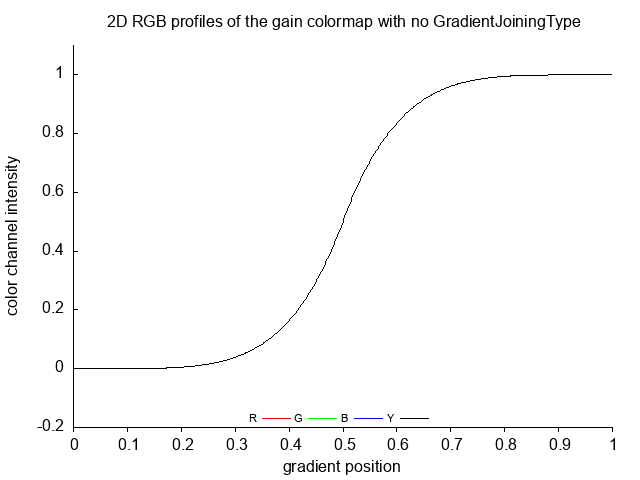 2D RGB profiles of the gain colormap with no GradientJoiningType
color channel intensity
1
0.8
0.6
0.4
0.2
0
-0.2
R G B Y
0 0.1 0.2 0.3 0.4 0.5 0.6 0.7 0.8 0.9 1
gradient position